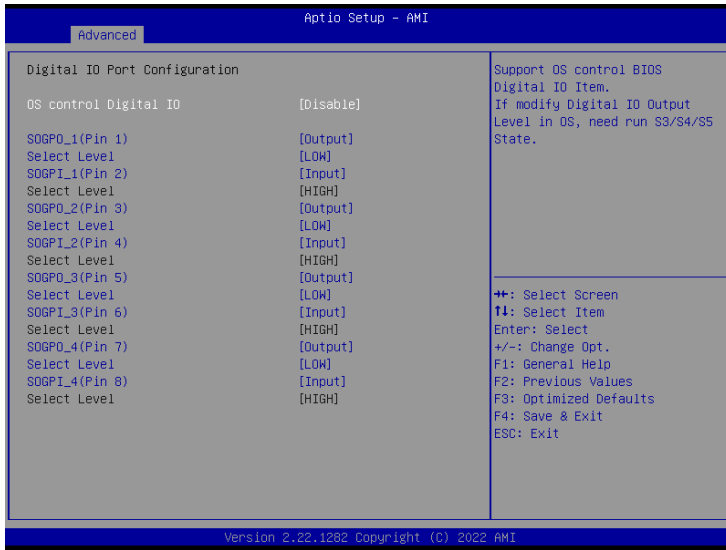 Aptio Setup – AMI
Advanced
Digital IO Port Configuration
OS control Digital IO [Disable]
SOGPO_1(Pin 1) [Output]
Select Level [LOW]
SOGPI_1(Pin 2) [Input]
Select Level [HIGH]
SOGPO_2(Pin 3) [Output]
Select Level [LOW]
SOGPI_2(Pin 4) [Input]
Select Level [HIGH]
SOGPO_3(Pin 5) [Output]
Select Level [LOW]
SOGPI_3(Pin 6) [Input]
Select Level [HIGH]
SOGPO_4(Pin 7) [Output]
Select Level [LOW]
SOGPI_4(Pin 8) [Input]
Select Level [HIGH]
Support OS control BIOS
Digital IO Item.
If modify Digital IO Output
Level in OS, need run S3/S4/S5
State.
→←: Select Screen
↑↓: Select Item
Enter: Select
+/-: Change Opt.
F1: General Help
F2: Previous Values
F3: Optimized Defaults
F4: Save & Exit
ESC: Exit
Version 2.22.1282 Copyright (C) 2022 AMI